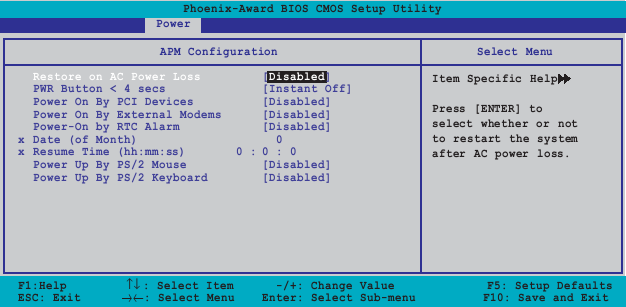 Phoenix-Award BIOS CMOS Setup Utility
Power
APM Configuration
Restore on AC Power Loss [Disabled]
PWR Button < 4 secs [Instant Off]
Power On By PCI Devices [Disabled]
Power On By External Modems [Disabled]
Power-On by RTC Alarm [Disabled]
x Date (of Month) 0
x Resume Time (hh:mm:ss) 0 : 0 : 0
Power Up By PS/2 Mouse [Disabled]
Power Up By PS/2 Keyboard [Disabled]
Select Menu
Item Specific Help
Press [ENTER] to
select whether or not
to restart the system
after AC power loss.
F1:Help ↑↓: Select Item -/+: Change Value F5: Setup Defaults
ESC: Exit →←: Select Menu Enter: Select Sub-menu F10: Save and Exit